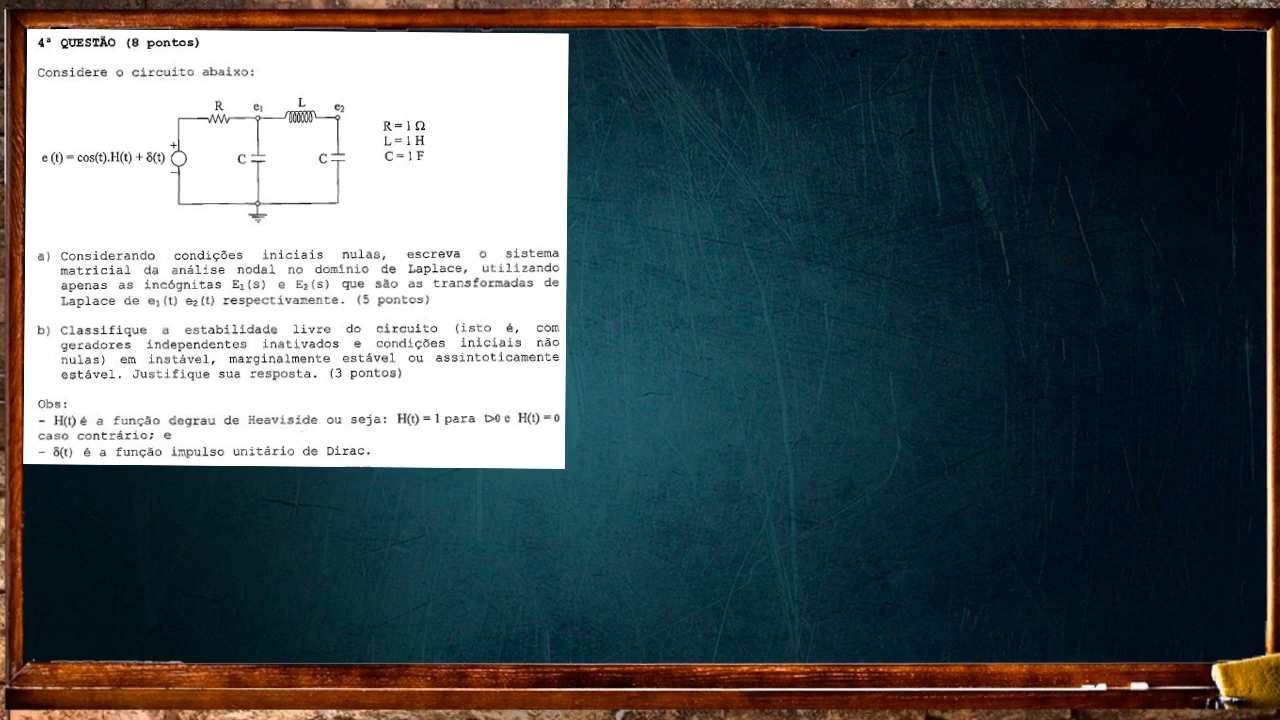 4ª QUESTÃO (8 pontos)
Considere o circuito abaixo:
R e₁ L e₂
R = 1 Ω
L = 1 H
e (t) = cos(t).H(t) + δ(t) + − C C C = 1 F
a) Considerando condições iniciais nulas, escreva o sistema
matricial da análise nodal no domínio de Laplace, utilizando
apenas as incógnitas E₁(s) e E₂(s) que são as transformadas de
Laplace de e₁(t) e₂(t) respectivamente. (5 pontos)
b) Classifique a estabilidade livre do circuito (isto é, com
geradores independentes inativados e condições iniciais não
nulas) em instável, marginalmente estável ou assintoticamente
estável. Justifique sua resposta. (3 pontos)
Obs:
- H(t) é a função degrau de Heaviside ou seja: H(t) = 1 para t>0 e H(t) = 0
caso contrário; e
- δ(t) é a função impulso unitário de Dirac.